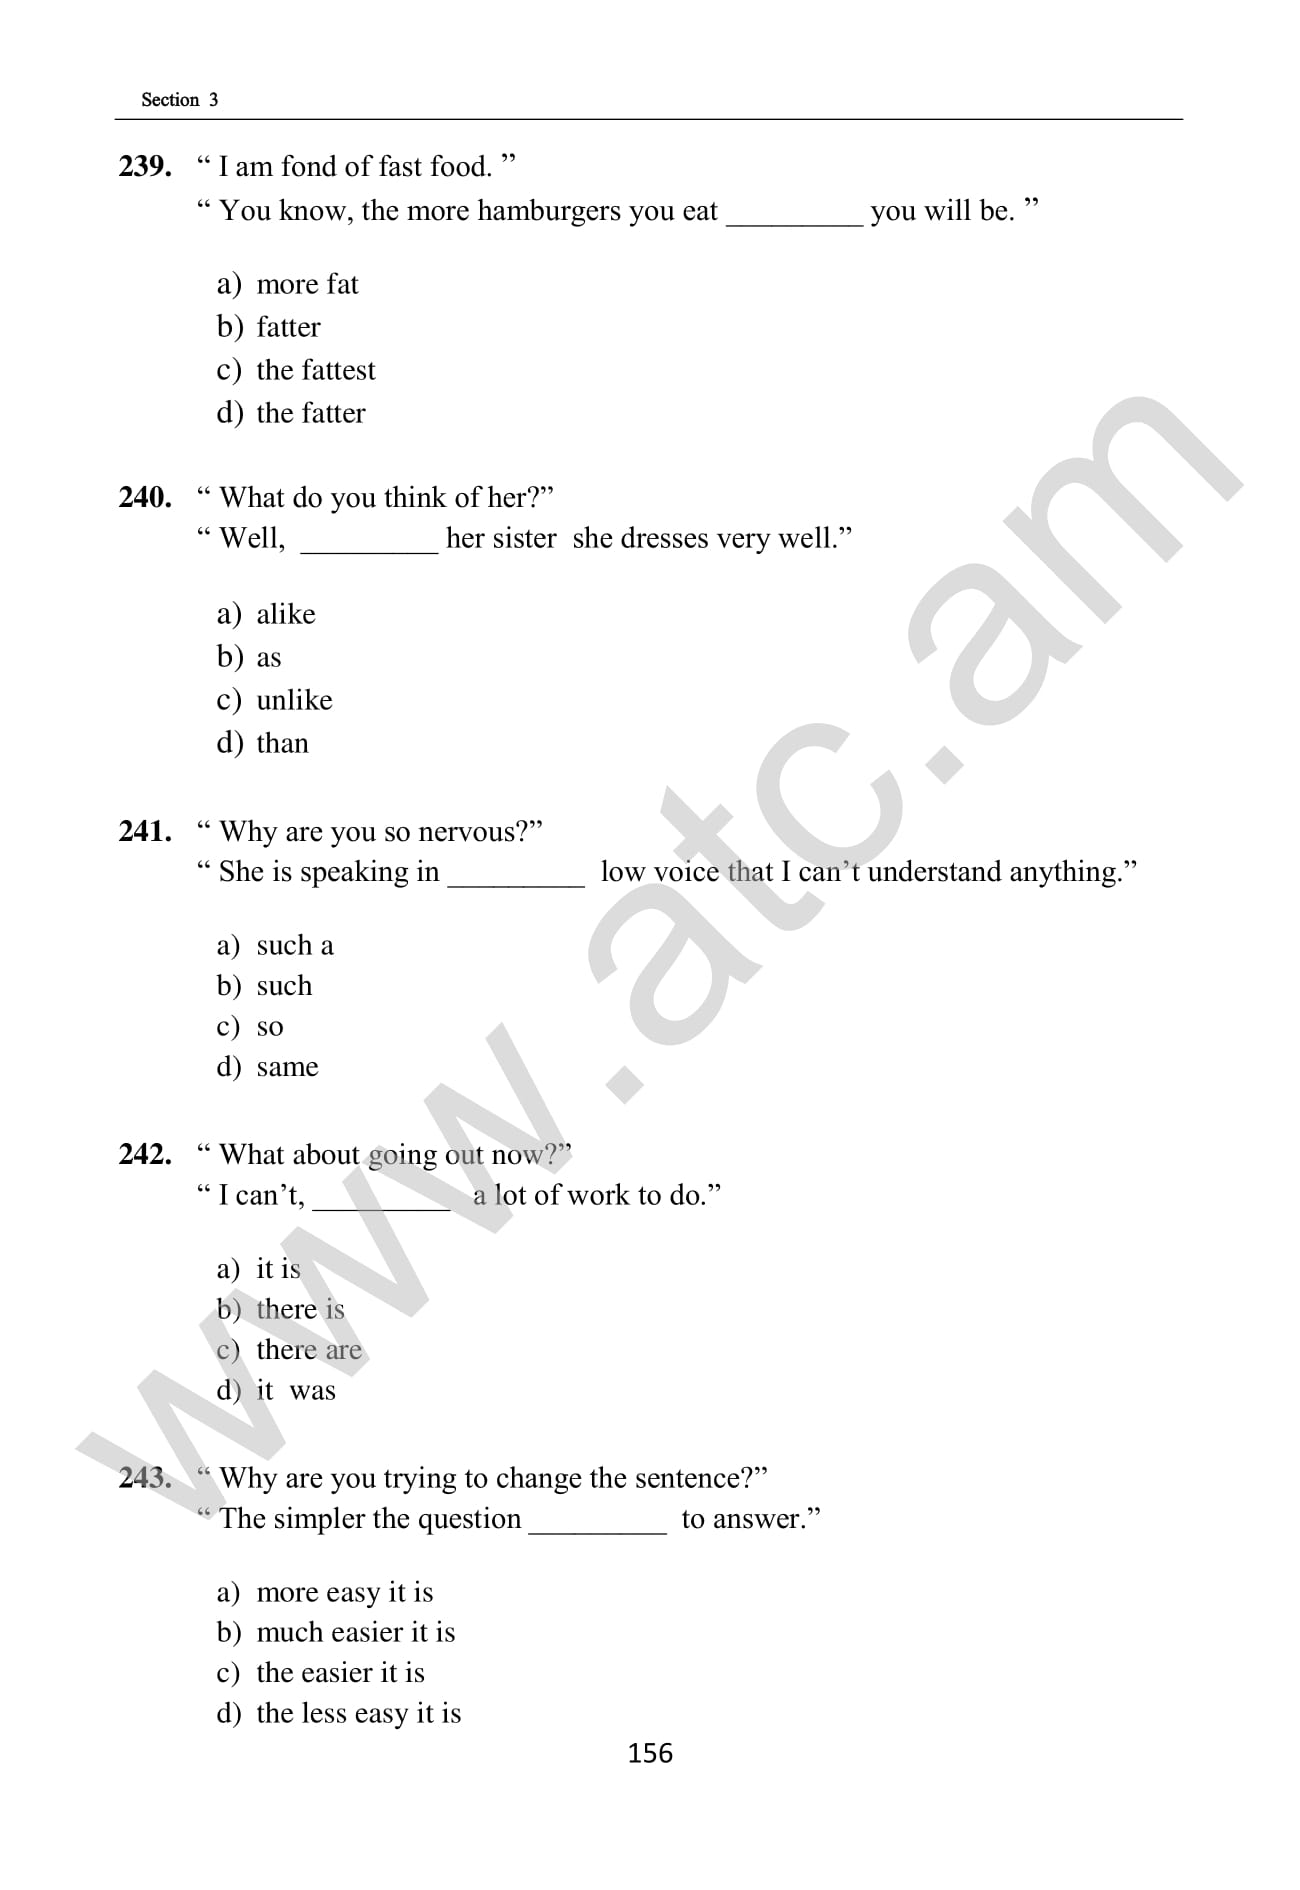 Section 3
239. “ I am fond of fast food. ”
“ You know, the more hamburgers you eat _________ you will be. ”
a) more fat
b) fatter
c) the fattest
d) the fatter
240. “ What do you think of her?”
“ Well, _________ her sister she dresses very well.”
a) alike
b) as
c) unlike
d) than
241. “ Why are you so nervous?”
“ She is speaking in _________ low voice that I can’t understand anything.”
a) such a
b) such
c) so
d) same
242. “ What about going out now?”
“ I can’t, _________ a lot of work to do.”
a) it is
b) there is
c) there are
d) it was
243. “ Why are you trying to change the sentence?”
“ The simpler the question _________ to answer.”
a) more easy it is
b) much easier it is
c) the easier it is
d) the less easy it is
156
www.atc.am